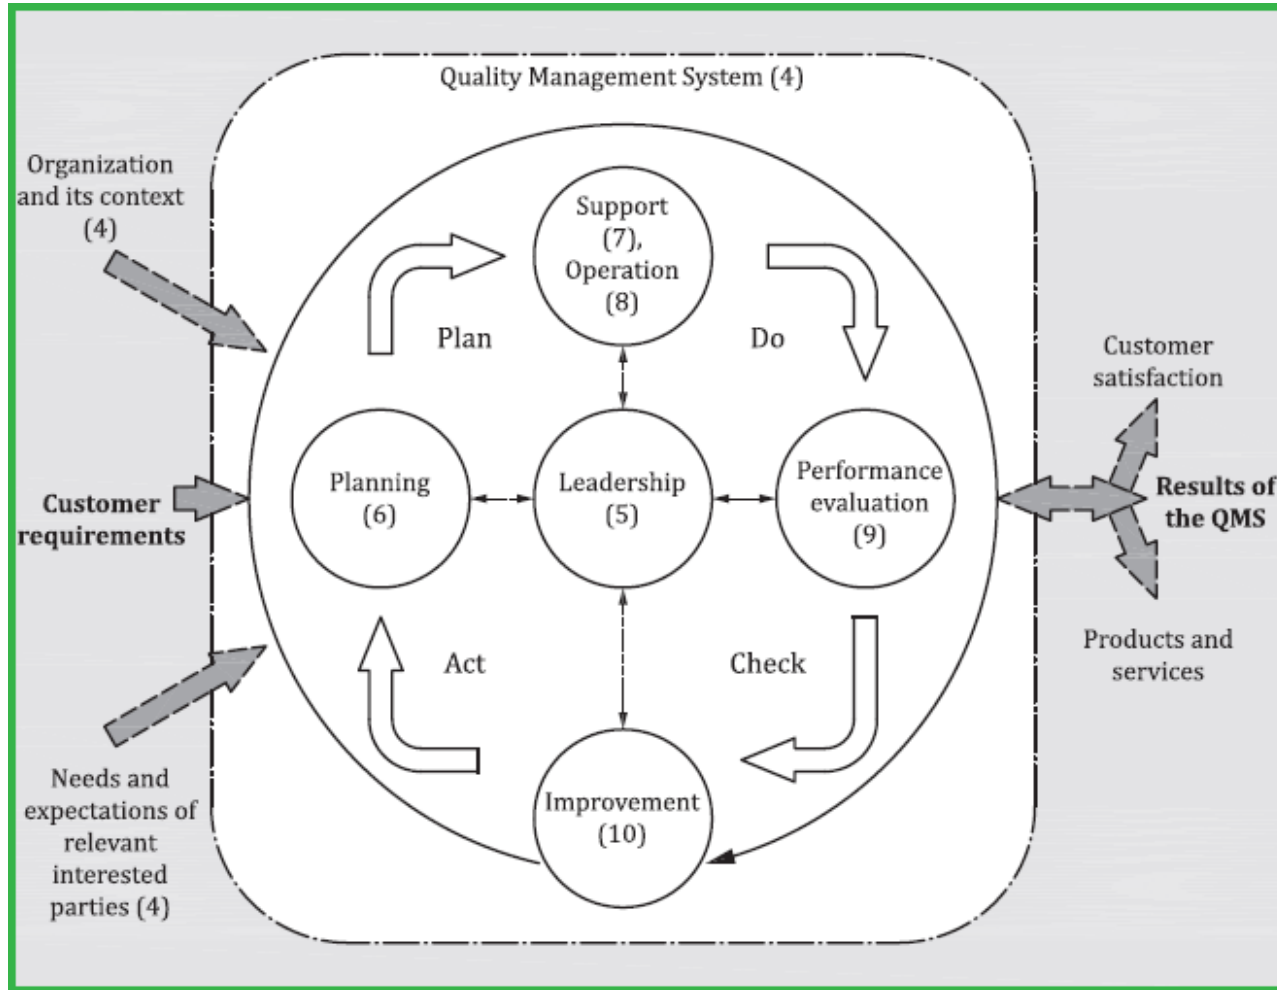 Quality Management System (4)
Organization
and its context
(4)
Support
(7),
Operation
(8)
Plan
Do
Customer
satisfaction
Planning
(6)
Leadership
(5)
Performance
evaluation
(9)
Customer
requirements
Results of
the QMS
Act
Check
Products and
services
Needs and
expectations of
relevant
interested
parties (4)
Improvement
(10)